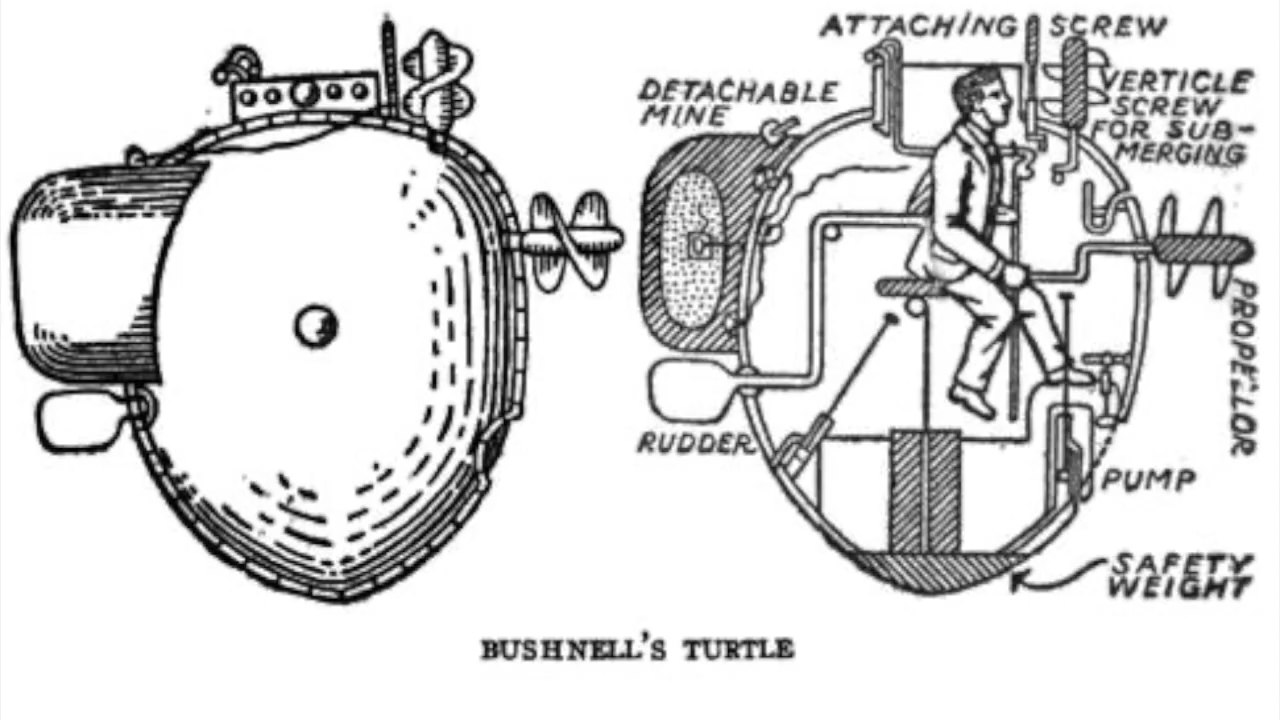 ATTACHING SCREW
DETACHABLE
MINE
VERTICLE
SCREW
FOR SUB-
MERGING
PROPELLOR
RUDDER
PUMP
SAFETY
WEIGHT
BUSHNELL'S TURTLE